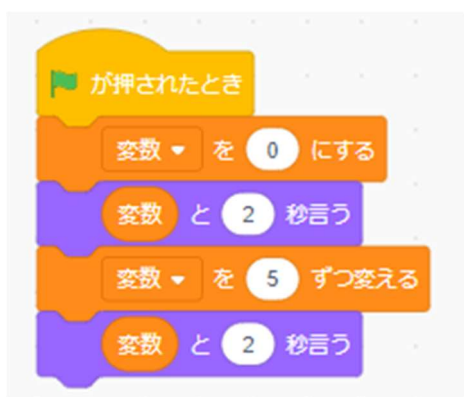 が押されたとき
変数 を 0 にする
変数 と 2 秒言う
変数 を 5 ずつ変える
変数 と 2 秒言う